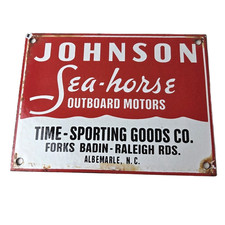 JOHNSON
Sea-horse
OUTBOARD MOTORS
TIME-SPORTING GOODS CO.
FORKS BADIN-RALEIGH RDS.
ALBEMARLE, N.C.